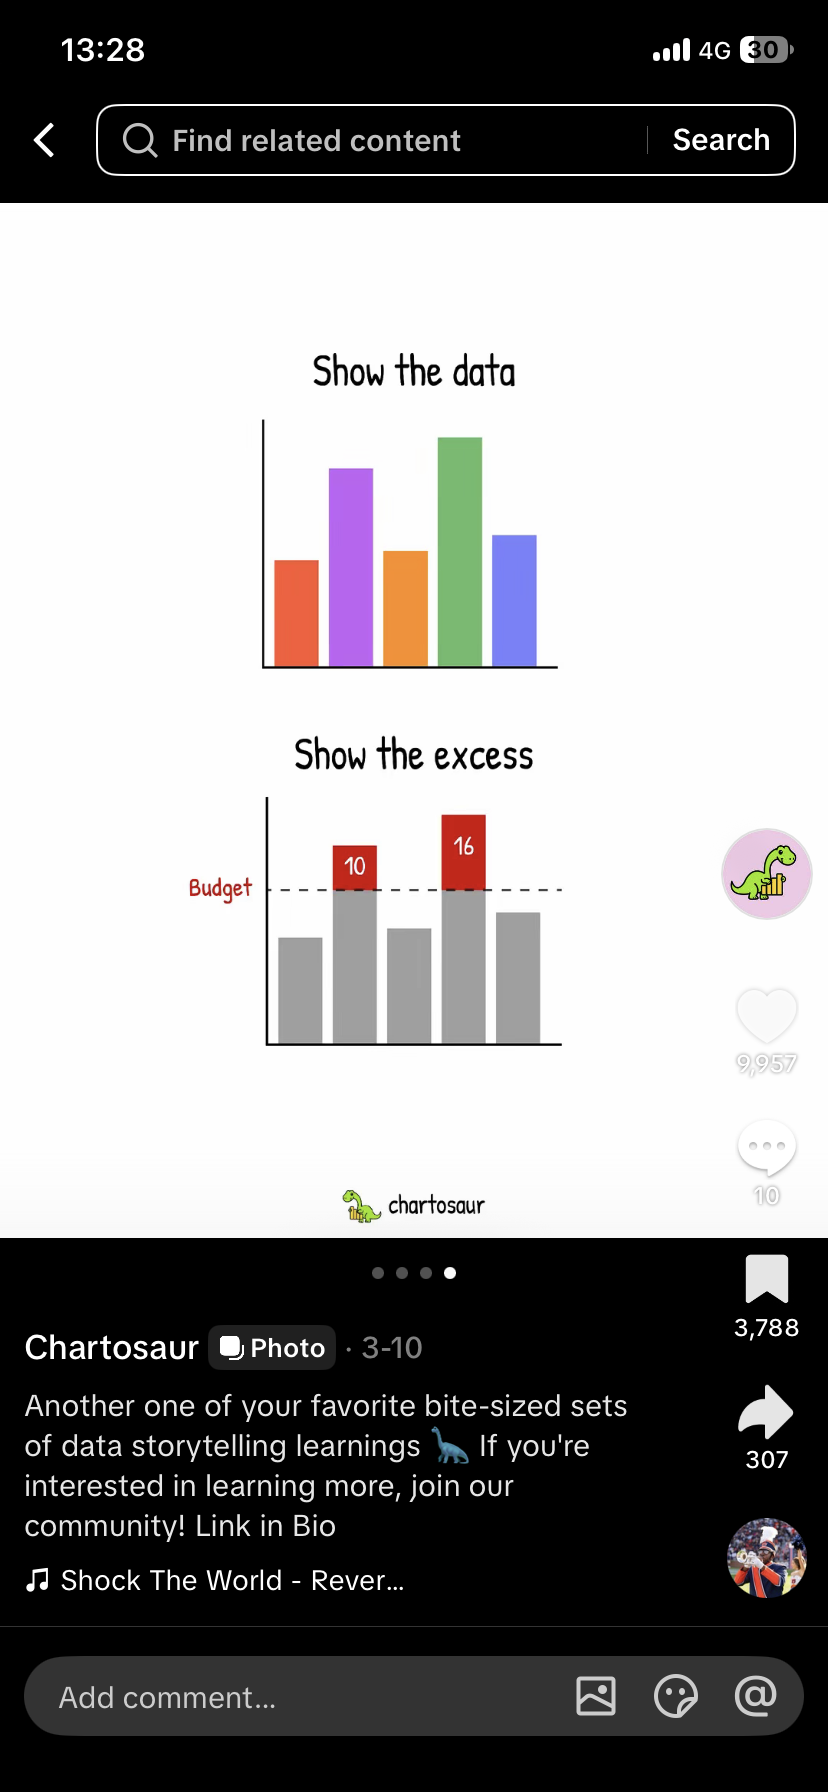 13:28
4G
30
Find related content
Search
Show the data
Show the excess
10
16
Budget
9,957
10
chartosaur
3,788
Chartosaur
Photo
· 3-10
Another one of your favorite bite-sized sets
of data storytelling learnings 🦕 If you're
interested in learning more, join our
community! Link in Bio
307
Shock The World - Rever...
Add comment...